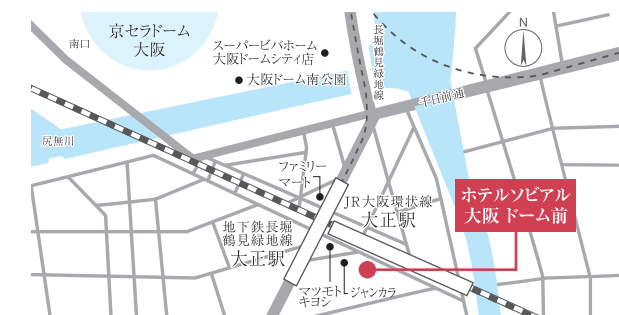 京セラドーム
大阪
南口
スーパービバホーム
大阪ドームシティ店
大阪ドーム南公園
長堀鶴見緑地線
N
千日前通
尻無川
ファミリー
マート
JR大阪環状線
大正駅
ホテルソビアル
大阪 ドーム前
地下鉄長堀
鶴見緑地線
大正駅
マツモト
キヨシ
ジャンカラ